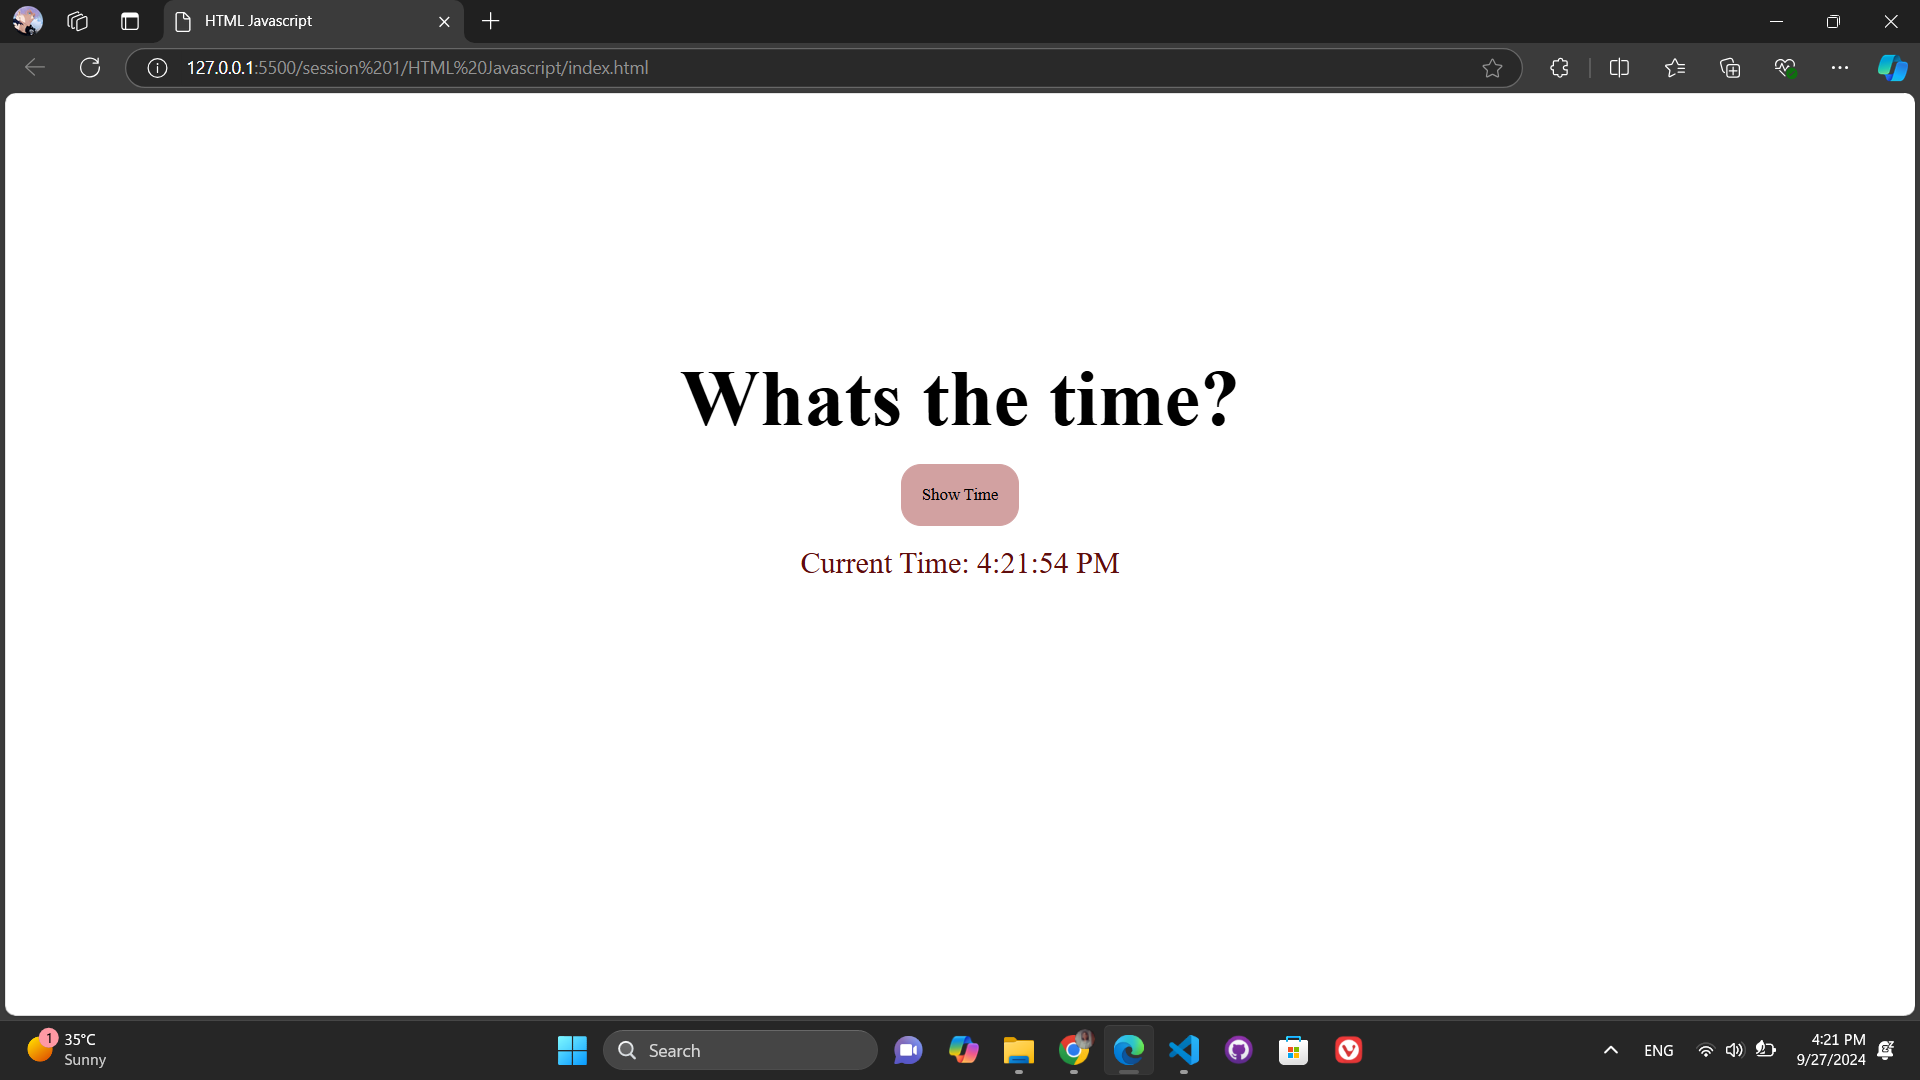 HTML Javascript
127.0.0.1:5500/session%201/HTML%20Javascript/index.html
Whats the time?
Show Time
Current Time: 4:21:54 PM
1
35°C
Sunny
Search
ENG
4:21 PM
9/27/2024